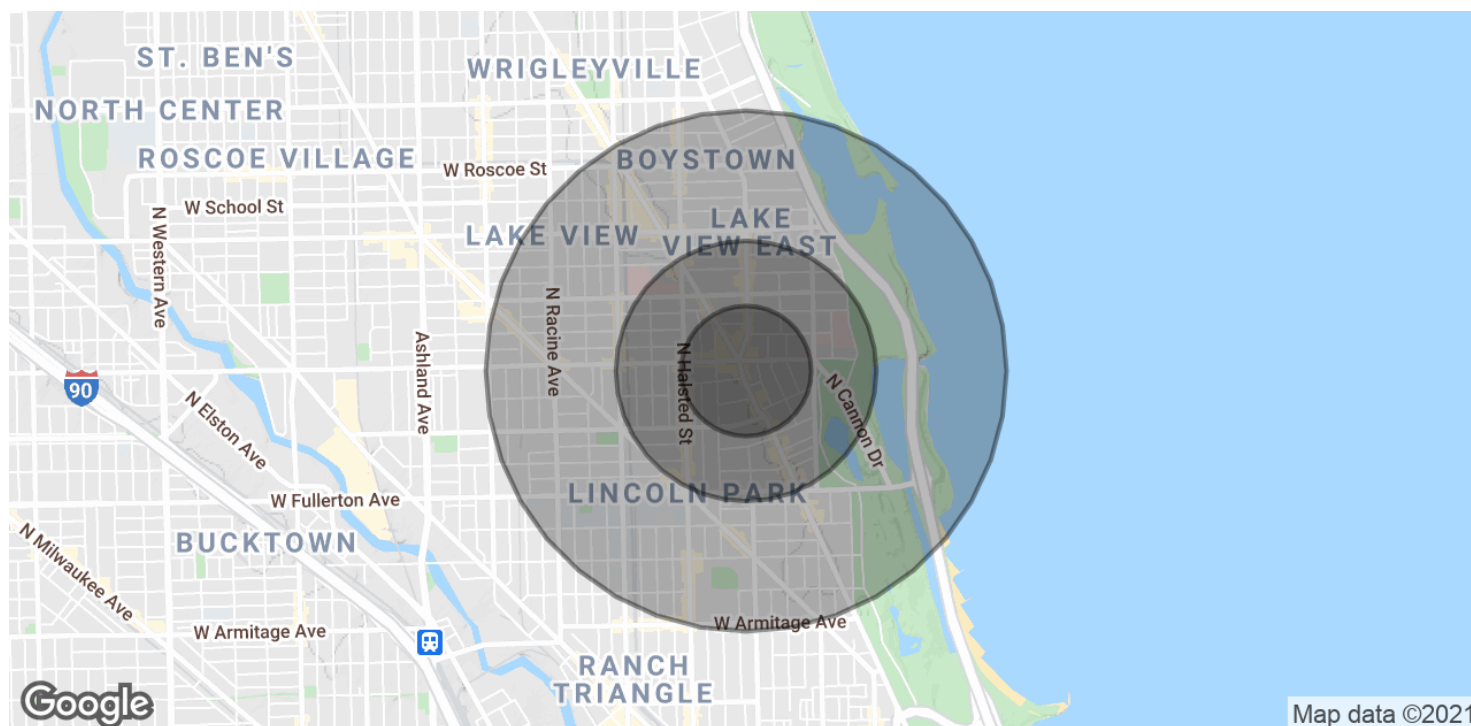 ST. BEN'S
WRIGLEYVILLE
NORTH CENTER
ROSCOE VILLAGE
W Roscoe St
BOYSTOWN
W School St
LAKE VIEW
LAKE
VIEW EAST
N Western Ave
N Racine Ave
Ashland Ave
N Halsted St
N Cannon Dr
90
N Elston Ave
W Fullerton Ave
LINCOLN PARK
BUCKTOWN
N Milwaukee Ave
W Armitage Ave
W Armitage Ave
RANCH
TRIANGLE
Google
Map data ©2021